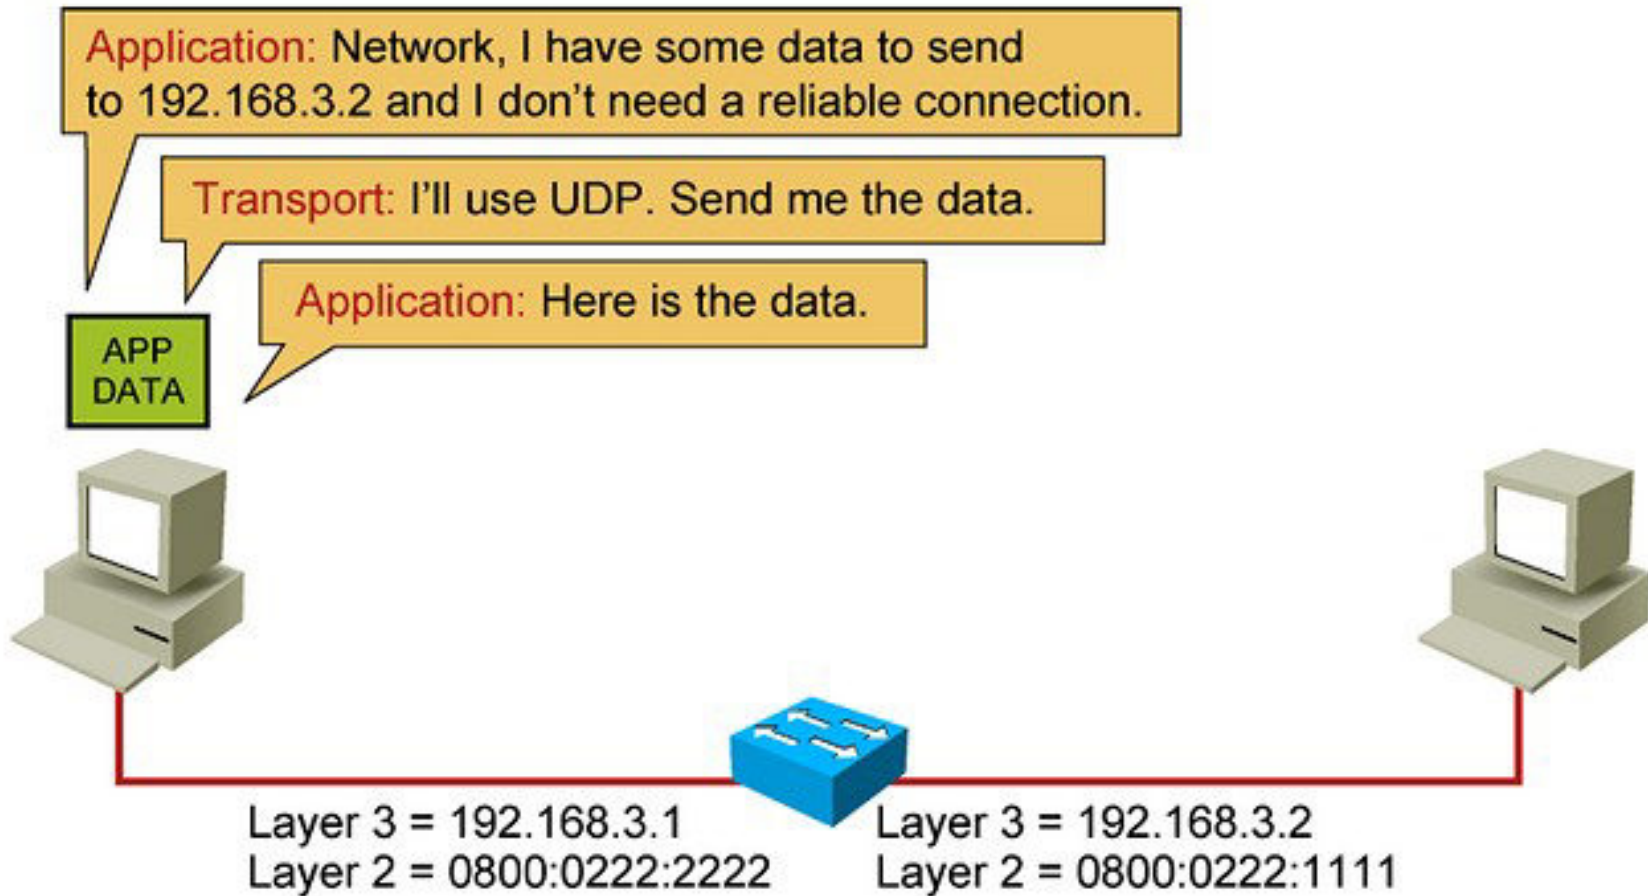 Application: Network, I have some data to send
to 192.168.3.2 and I don't need a reliable connection.
Transport: I'll use UDP. Send me the data.
Application: Here is the data.
APP
DATA
Layer 3 = 192.168.3.1
Layer 2 = 0800:0222:2222
Layer 3 = 192.168.3.2
Layer 2 = 0800:0222:1111